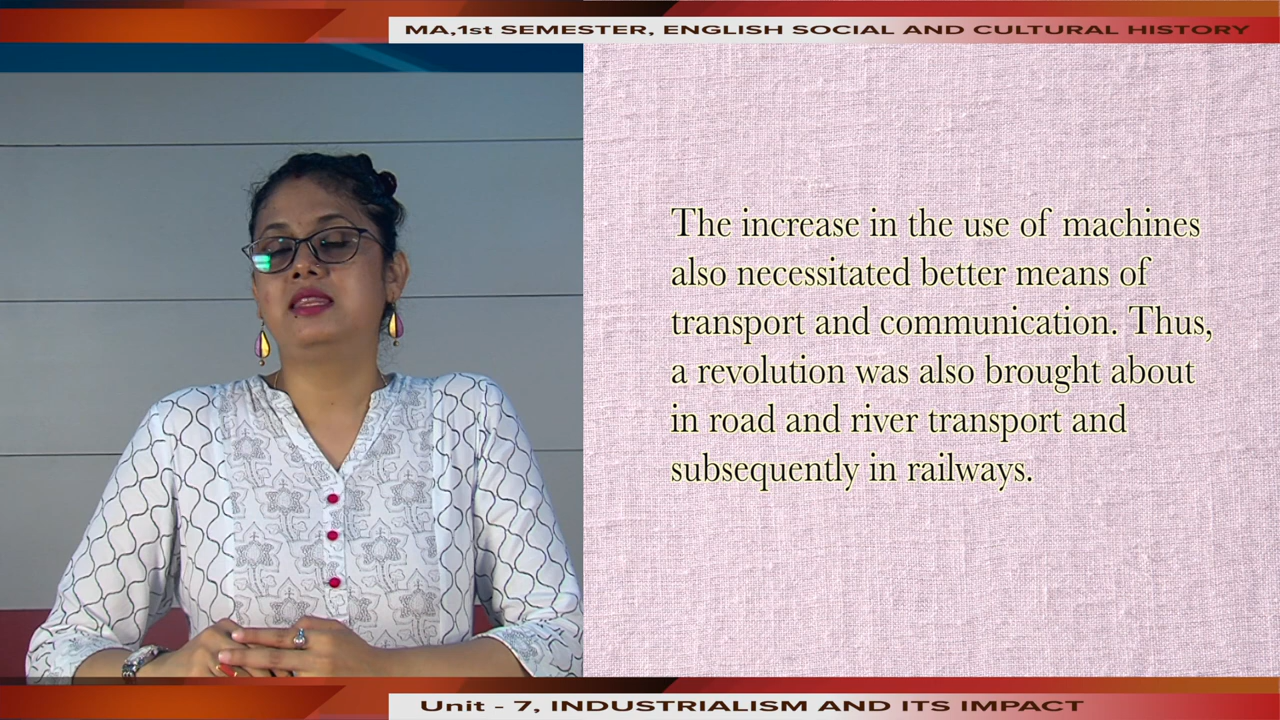 MA,1st SEMESTER, ENGLISH SOCIAL AND CULTURAL HISTORY
The increase in the use of machines
also necessitated better means of
transport and communication. Thus,
a revolution was also brought about
in road and river transport and
subsequently in railways.
Unit - 7, INDUSTRIALISM AND ITS IMPACT